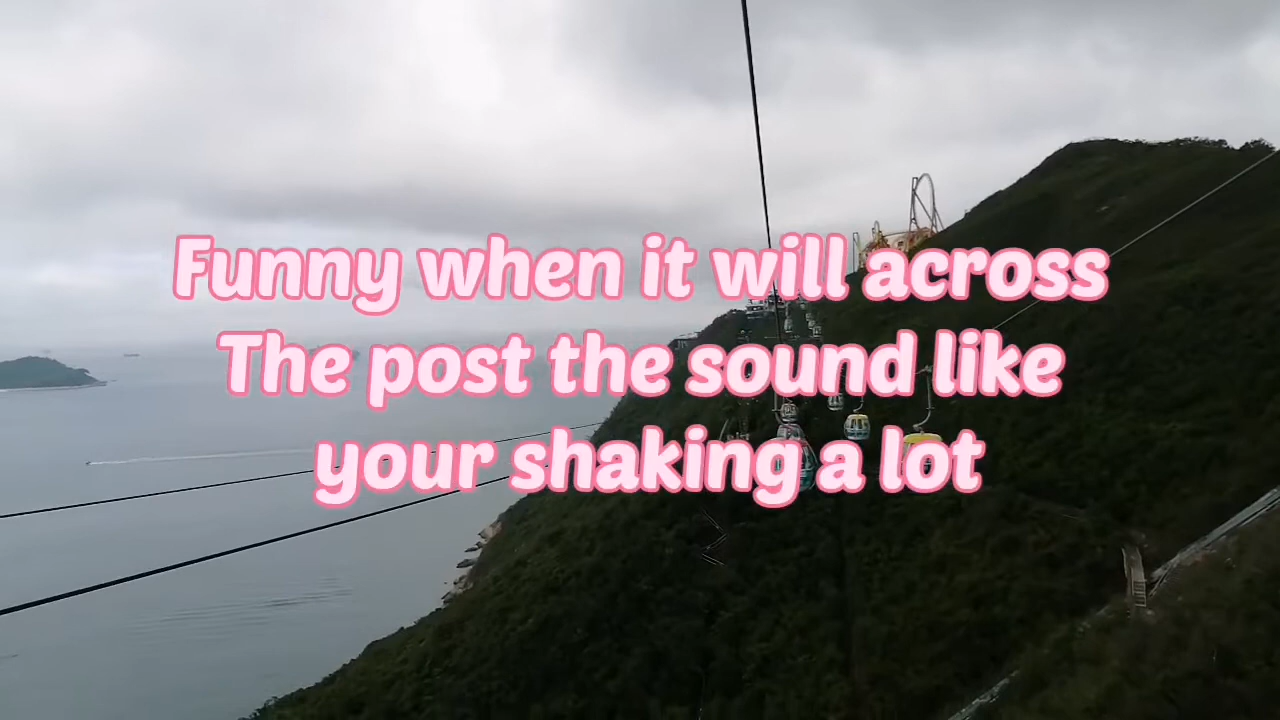 Funny when it will across
The post the sound like
your shaking a lot